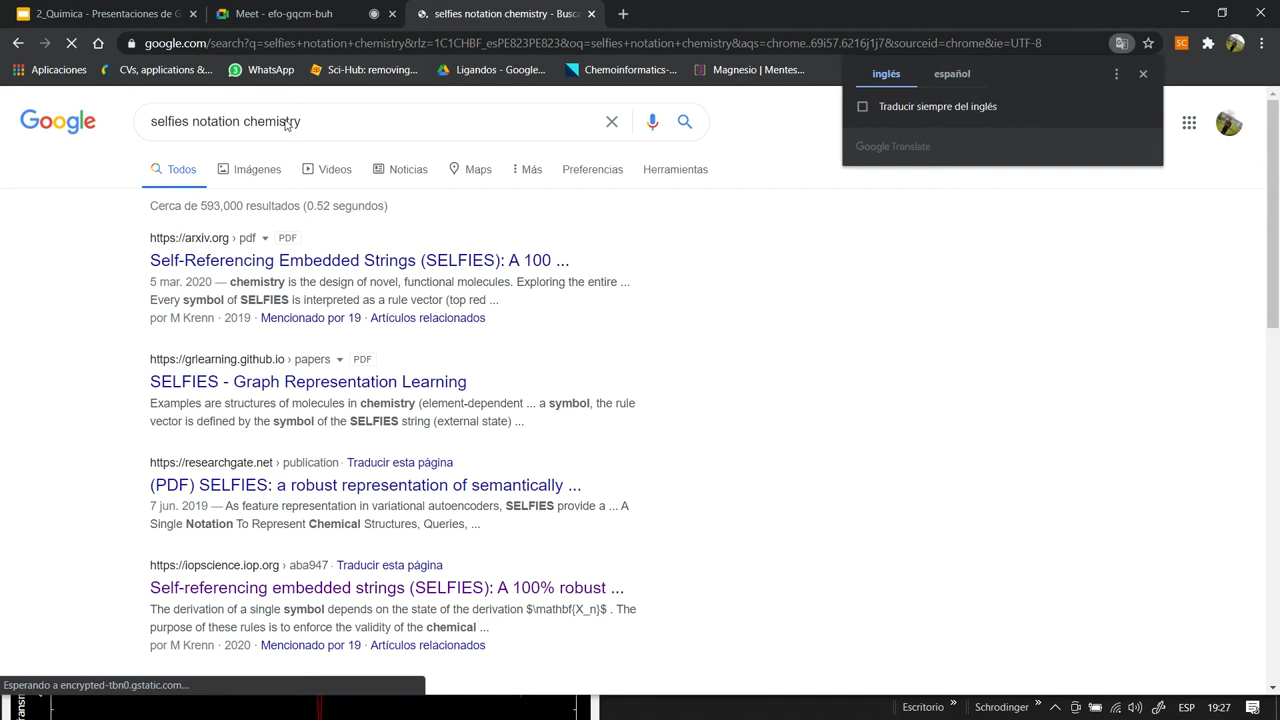 2_Quimica - Presentaciones de G
Meet - efo-gqcm-buh
selfies notation chemistry - Busc
google.com/search?q=selfies+notation+chemistry&rlz=1C1CHBF_esPE823PE823&oq=selfies+notation+chemistry&aqs=chrome..69i57.6216j1j7&sourceid=chrome&ie=UTF-8
SC
Aplicaciones
CVs, applications &...
WhatsApp
Sci-Hub: removing...
Ligandos - Google...
Chemoinformatics-...
Magnesio | Mentes...
inglés
español
Traducir siempre del inglés
Google Translate
Google
selfies notation chemistry
Todos
Imágenes
Videos
Noticias
Maps
Más
Preferencias
Herramientas
Cerca de 593,000 resultados (0.52 segundos)
https://arxiv.org › pdf PDF
Self-Referencing Embedded Strings (SELFIES): A 100 ...
5 mar. 2020 — chemistry is the design of novel, functional molecules. Exploring the entire ...
Every symbol of SELFIES is interpreted as a rule vector (top red ...
por M Krenn · 2019 · Mencionado por 19 · Artículos relacionados
https://grlearning.github.io › papers PDF
SELFIES - Graph Representation Learning
Examples are structures of molecules in chemistry (element-dependent ... a symbol, the rule
vector is defined by the symbol of the SELFIES string (external state) ...
https://researchgate.net › publication · Traducir esta página
(PDF) SELFIES: a robust representation of semantically ...
7 jun. 2019 — As feature representation in variational autoencoders, SELFIES provide a ... A
Single Notation To Represent Chemical Structures, Queries, ...
https://iopscience.iop.org › aba947 · Traducir esta página
Self-referencing embedded strings (SELFIES): A 100% robust ...
The derivation of a single symbol depends on the state of the derivation $\mathbf{X_n}$ . The
purpose of these rules is to enforce the validity of the chemical ...
por M Krenn · 2020 · Mencionado por 19 · Artículos relacionados
Esperando a encrypted-tbn0.gstatic.com...
Escritorio
Schrodinger
ESP
19:27